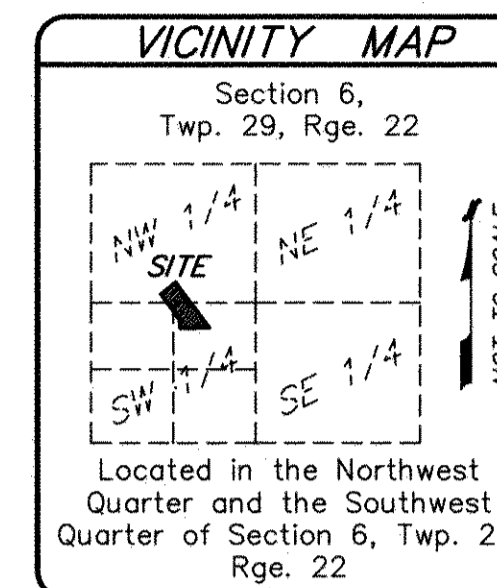 VICINITY MAP
Section 6,
Twp. 29, Rge. 22
NW 1/4
NE 1/4
SITE
SW 1/4
SE 1/4
Located in the Northwest
Quarter and the Southwest
Quarter of Section 6, Twp. 2
Rge. 22